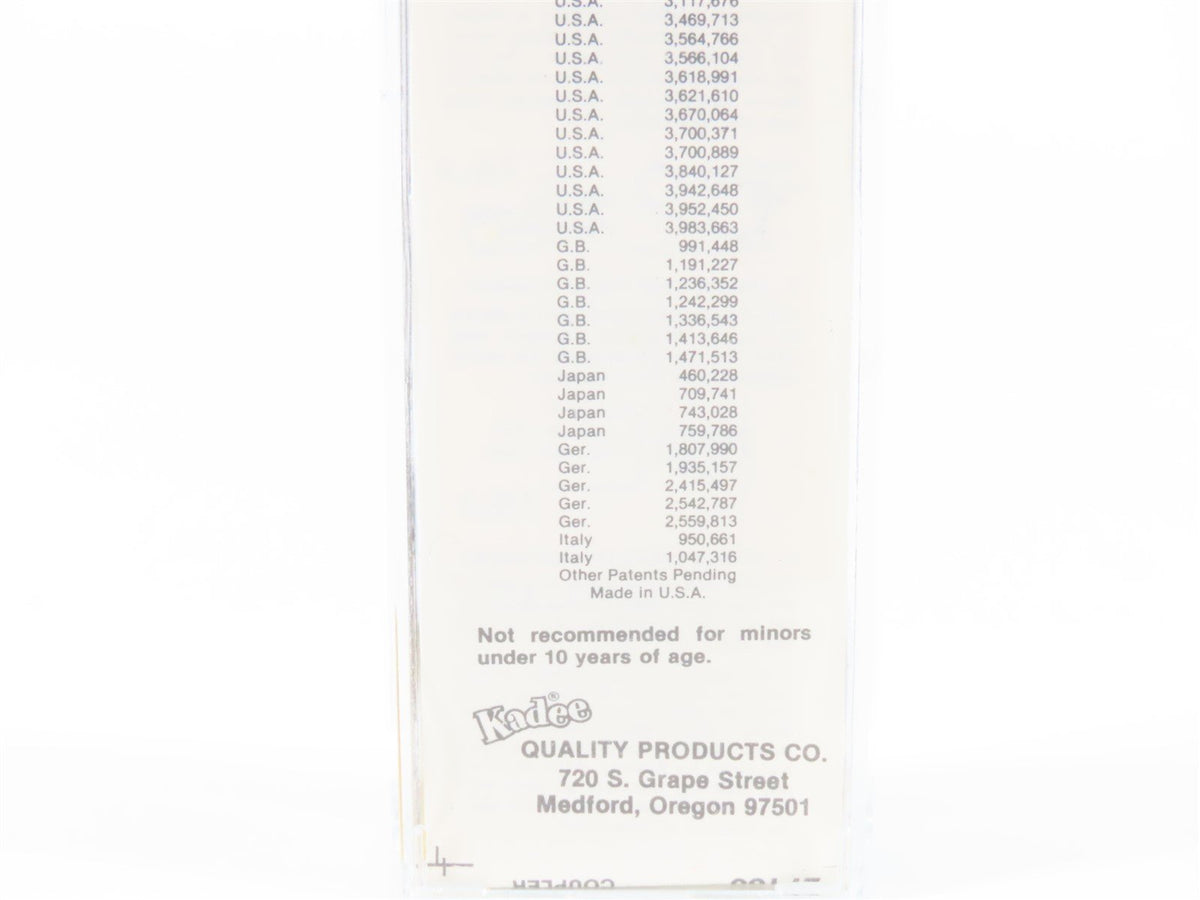 U.S.A. 3,117,676
U.S.A. 3,469,713
U.S.A. 3,564,766
U.S.A. 3,566,104
U.S.A. 3,618,991
U.S.A. 3,621,610
U.S.A. 3,670,064
U.S.A. 3,700,371
U.S.A. 3,700,889
U.S.A. 3,840,127
U.S.A. 3,942,648
U.S.A. 3,952,450
U.S.A. 3,983,663
G.B. 991,448
G.B. 1,191,227
G.B. 1,236,352
G.B. 1,242,299
G.B. 1,336,543
G.B. 1,413,646
G.B. 1,471,513
Japan 460,228
Japan 709,741
Japan 743,028
Japan 759,786
Ger. 1,807,990
Ger. 1,935,157
Ger. 2,415,497
Ger. 2,542,787
Ger. 2,559,813
Italy 950,661
Italy 1,047,316
Other Patents Pending
Made in U.S.A.
Not recommended for minors
under 10 years of age.
Kadee®
QUALITY PRODUCTS CO.
720 S. Grape Street
Medford, Oregon 97501
4
COUPLER